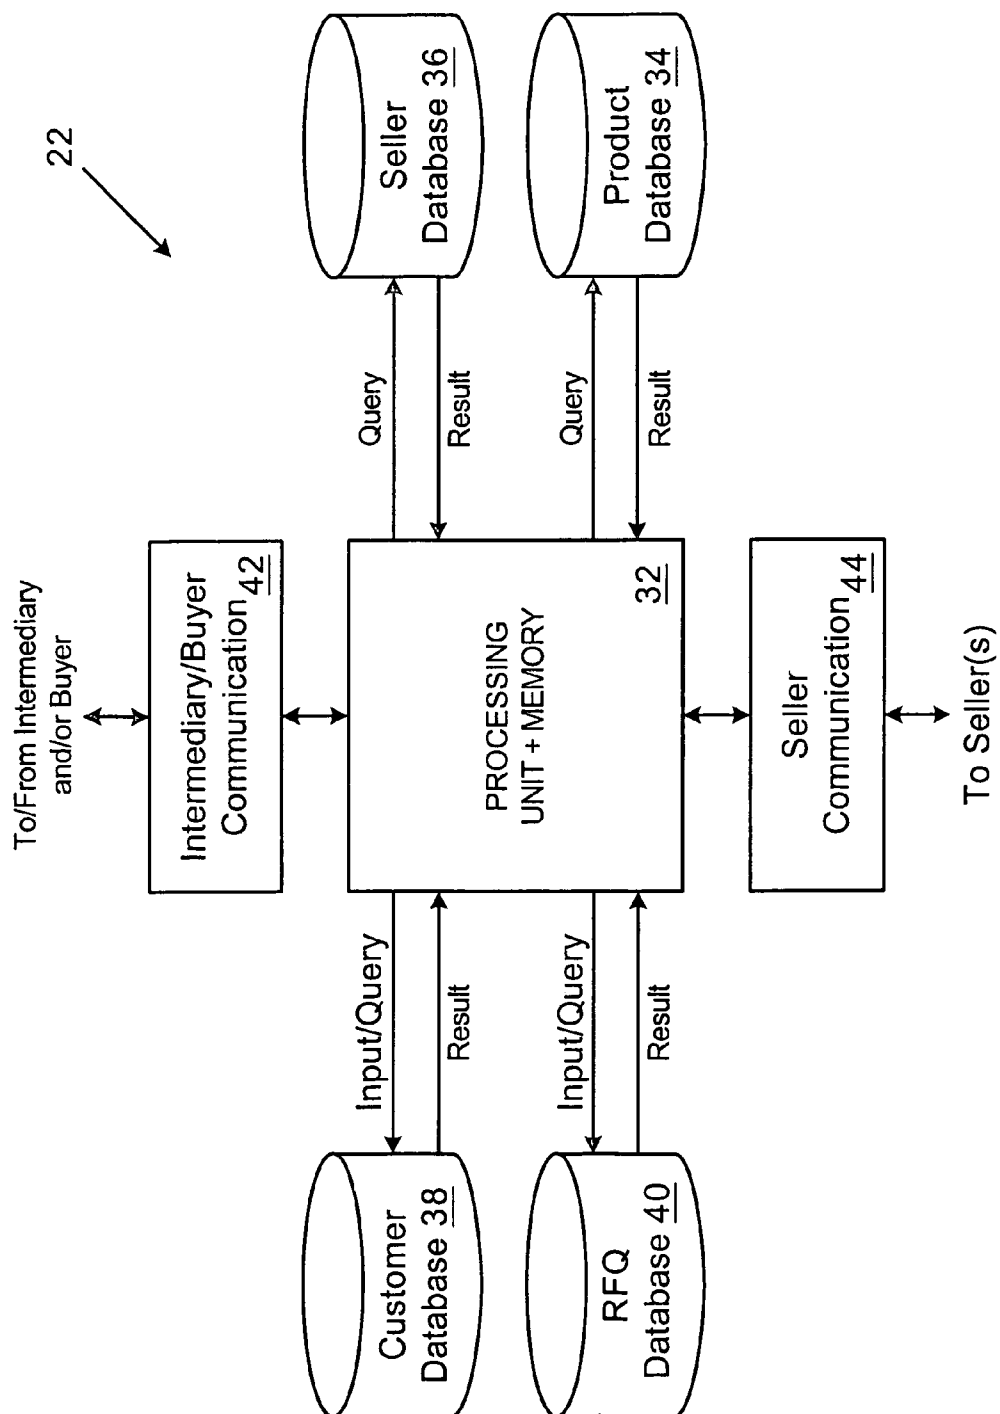 22
To/From Intermediary
and/or Buyer
Intermediary/Buyer
Communication 42
Customer
Database 38
Input/Query
Result
Query
Result
Seller
Database 36
PROCESSING
UNIT + MEMORY
32
RFQ
Database 40
Input/Query
Result
Query
Result
Product
Database 34
Seller
Communication 44
To Seller(s)